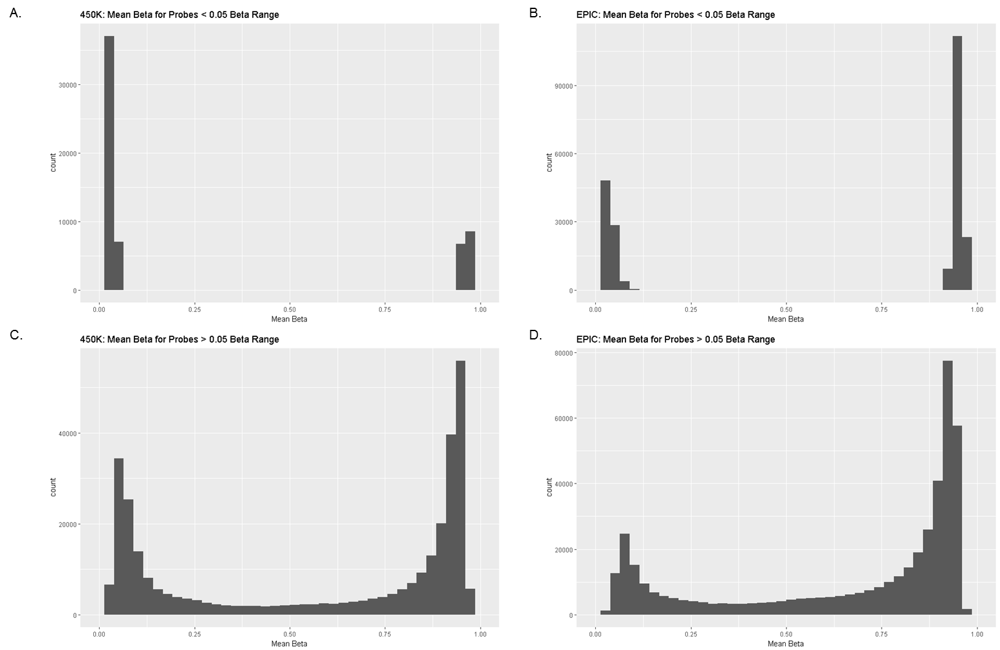 A.
450K: Mean Beta for Probes < 0.05 Beta Range
count
30000
20000
10000
0
0.00 0.25 0.50 0.75 1.00
Mean Beta
B.
EPIC: Mean Beta for Probes < 0.05 Beta Range
count
90000
60000
30000
0
0.00 0.25 0.50 0.75 1.00
Mean Beta
C.
450K: Mean Beta for Probes > 0.05 Beta Range
count
40000
20000
0
0.00 0.25 0.50 0.75 1.00
Mean Beta
D.
EPIC: Mean Beta for Probes > 0.05 Beta Range
count
80000
60000
40000
20000
0
0.00 0.25 0.50 0.75 1.00
Mean Beta